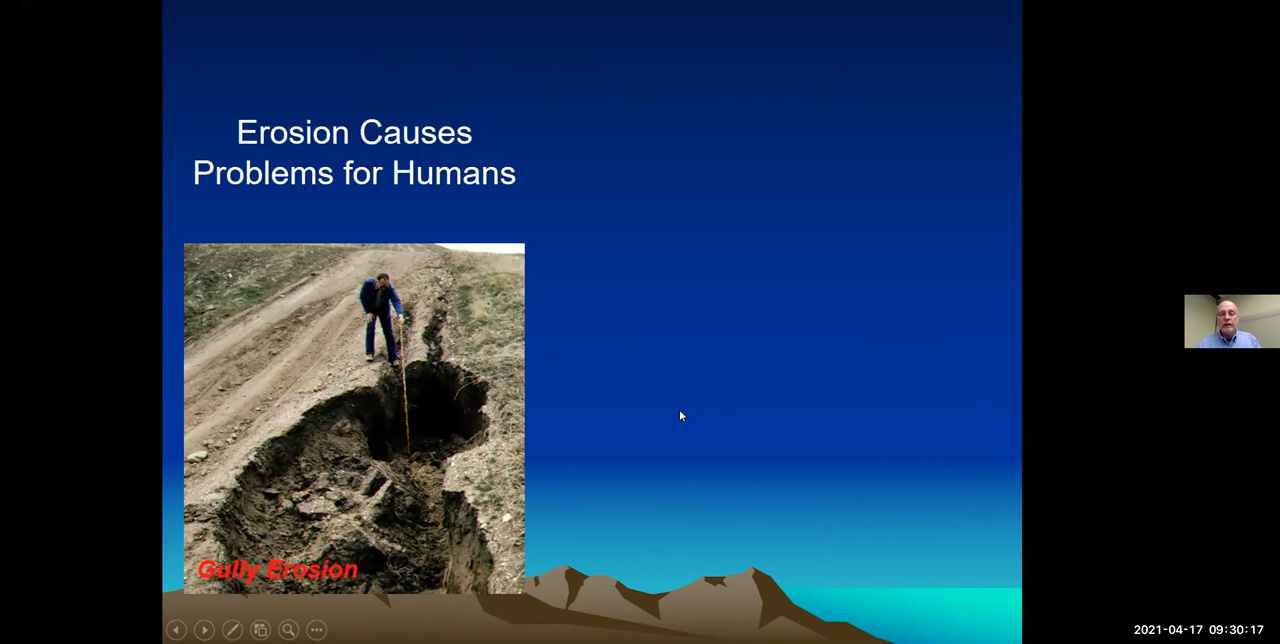 Erosion Causes
Problems for Humans
Gully Erosion
2021-04-17 09:30:17